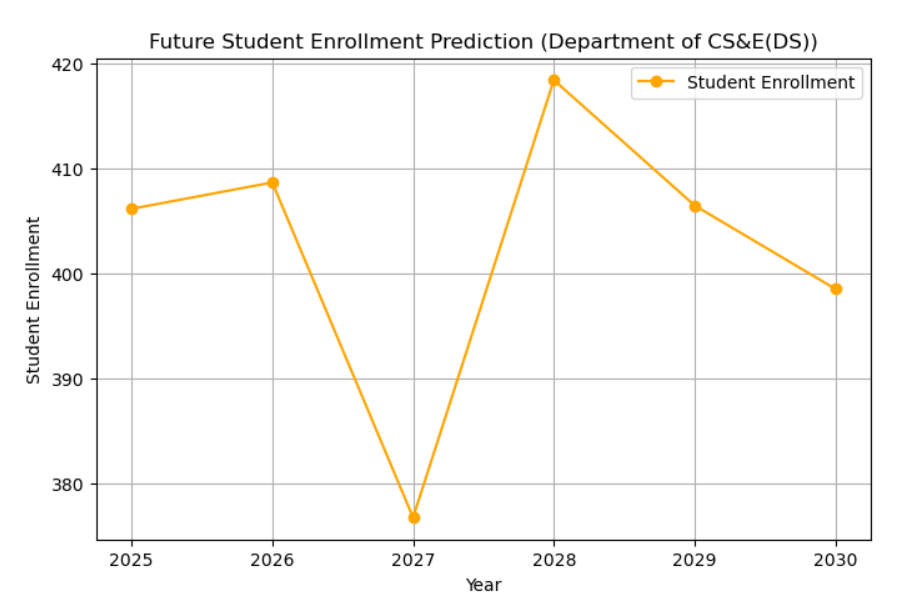 Future Student Enrollment Prediction (Department of CS&E(DS))
Student Enrollment
420
410
400
390
380
Student Enrollment
2025 2026 2027 2028 2029 2030
Year